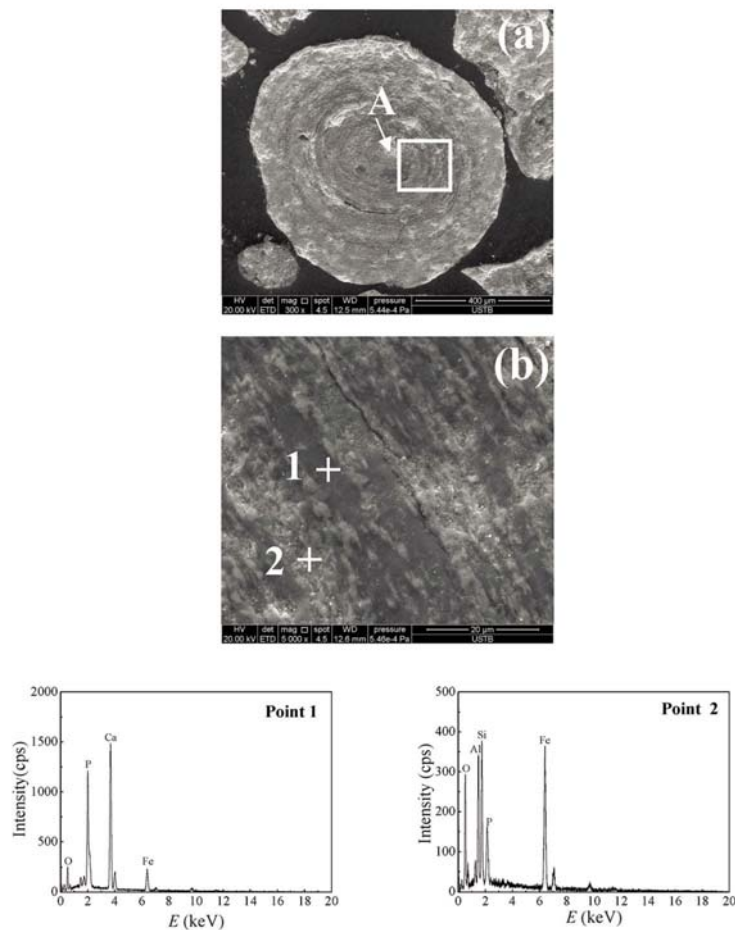 (a)
A
HV det mag □ spot WD pressure 400 µm
20.00 kV ETD 300 x 4.5 12.5 mm 5.44e-4 Pa USTB
(b)
1 +
2 +
HV det mag □ spot WD pressure 20 µm
20.00 kV ETD 5 000 x 4.5 12.6 mm 5.46e-4 Pa USTB
Point 1
Intensity(cps)
2000
1500
1000
500
0
O
P
Ca
Fe
0 2 4 6 8 10 12 14 16 18 20
E (keV)
Point 2
Intensity (cps)
500
400
300
200
100
0
O
Al
Si
P
Fe
0 2 4 6 8 10 12 14 16 18 20
E (keV)